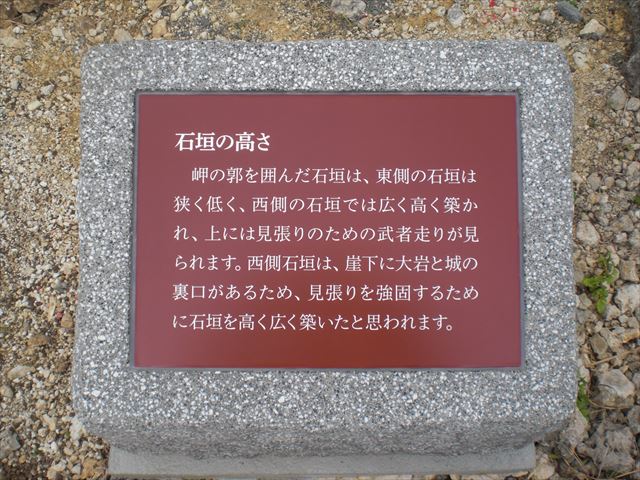 石垣の高さ
岬の郭を囲んだ石垣は、東側の石垣は
狭く低く、西側の石垣では広く高く築か
れ、上には見張りのための武者走りが見
られます。西側石垣は、崖下に大岩と城の
裏口があるため、見張りを強固するため
に石垣を高く広く築いたと思われます。